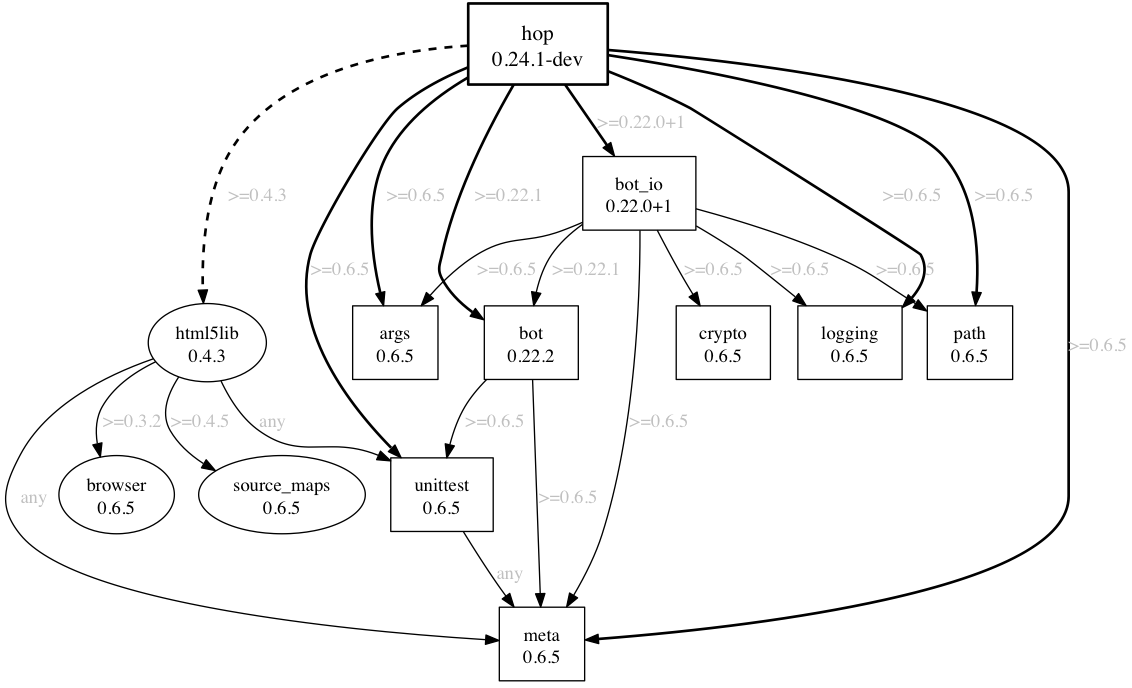 hop
0.24.1-dev
>=0.22.0+1
bot_io
0.22.0+1
>=0.4.3
>=0.6.5
>=0.22.1
>=0.6.5
>=0.6.5
>=0.6.5
>=0.6.5
>=0.22.1
>=0.6.5
>=0.6.5
>=0.6.5
html5lib
0.4.3
args
0.6.5
bot
0.22.2
crypto
0.6.5
logging
0.6.5
path
0.6.5
>=0.6.5
>=0.3.2
>=0.4.5
any
>=0.6.5
>=0.6.5
any
browser
0.6.5
source_maps
0.6.5
unittest
0.6.5
>=0.6.5
any
meta
0.6.5